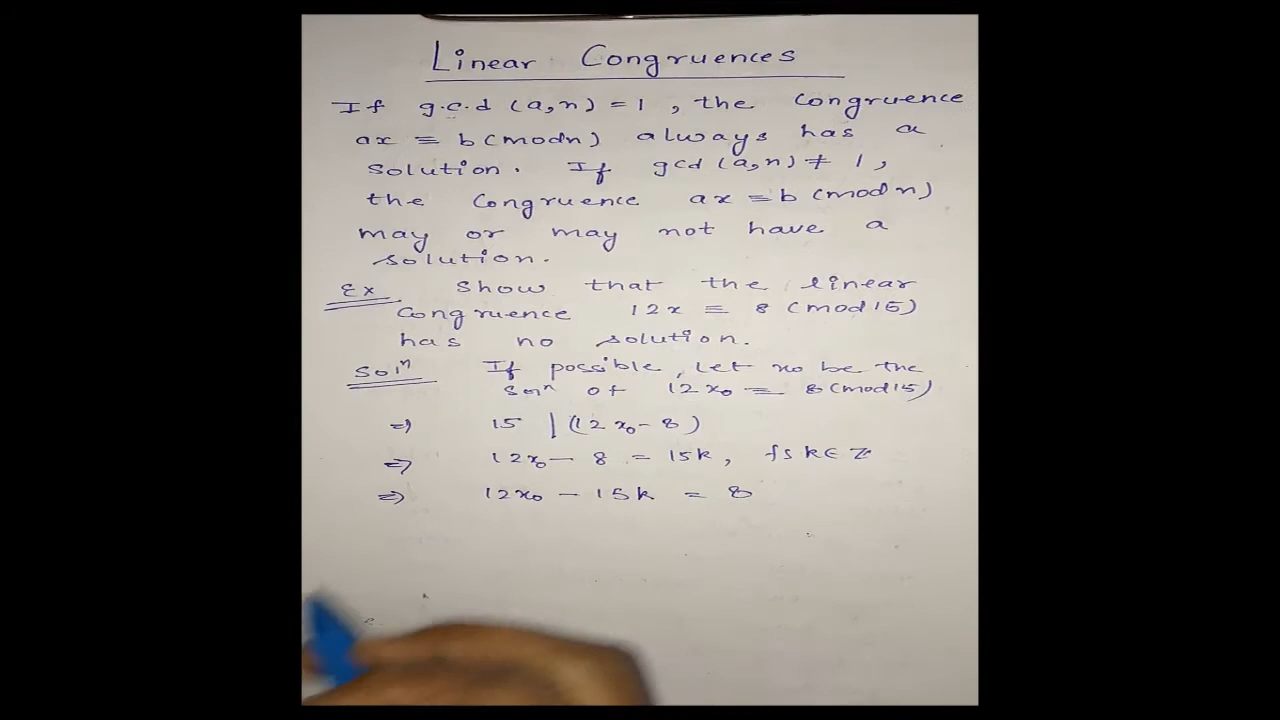 Linear Congruences
If g.c.d (a,n) = 1, the congruence
ax ≡ b (mod n) always has a
solution. If gcd (a,n) ≠ 1,
the congruence ax ≡ b (mod n)
may or may not have a
solution.
Ex Show that the linear
congruence 12x ≡ 8 (mod 15)
has no solution.
Solⁿ If possible, let x₀ be the
solⁿ of 12x₀ ≡ 8 (mod 15)
⇒ 15 | (12x₀ - 8)
⇒ 12x₀ - 8 = 15k, fs k ∈ Z
⇒ 12x₀ - 15k = 8